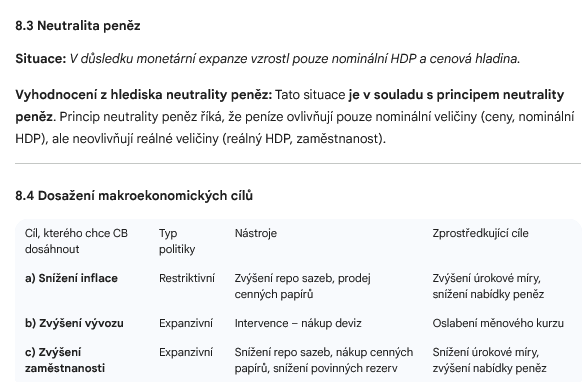 8.3 Neutralita peněz
Situace: V důsledku monetární expanze vzrostl pouze nominální HDP a cenová hladina.
Vyhodnocení z hlediska neutrality peněz: Tato situace je v souladu s principem neutrality
peněz. Princip neutrality peněz říká, že peníze ovlivňují pouze nominální veličiny (ceny, nominální
HDP), ale neovlivňují reálné veličiny (reálný HDP, zaměstnanost).
8.4 Dosažení makroekonomických cílů
Cíl, kterého chce CB dosáhnout
Typ politiky
Nástroje
Zprostředkující cíle
a) Snížení inflace
Restriktivní
Zvýšení repo sazeb, prodej
cenných papírů
Zvýšení úrokové míry,
snížení nabídky peněz
b) Zvýšení vývozu
Expanzivní
Intervence – nákup deviz
Oslabení měnového kurzu
c) Zvýšení
zaměstnanosti
Expanzivní
Snížení repo sazeb, nákup cenných
papírů, snížení povinných rezerv
Snížení úrokové míry,
zvýšení nabídky peněz